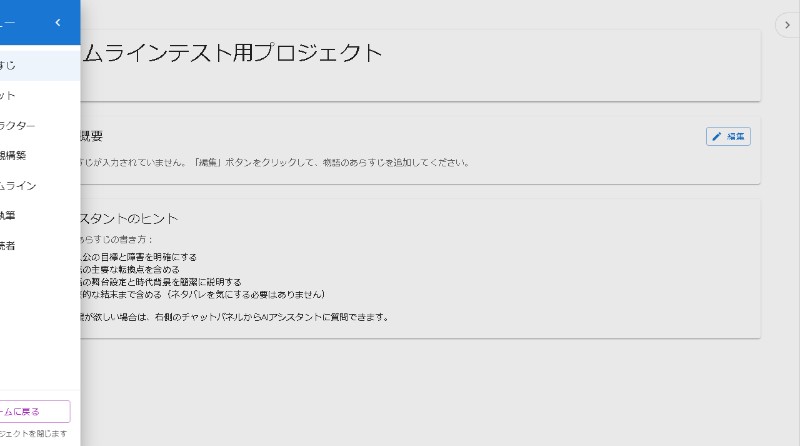 ュー
すじ
ット
ラクター
観構築
ムライン
執筆
読者
ームに戻る
ジェクトを閉じます
ムラインテスト用プロジェクト
概要
編集
すじが入力されていません。「編集」ボタンをクリックして、物語のあらすじを追加してください。
スタントのヒント
あらすじの書き方：
公の目標と障害を明確にする
の主要な転換点を含める
の舞台設定と時代背景を簡潔に説明する
的な結末まで含める（ネタバレを気にする必要はありません）
が欲しい場合は、右側のチャットパネルからAIアシスタントに質問できます。